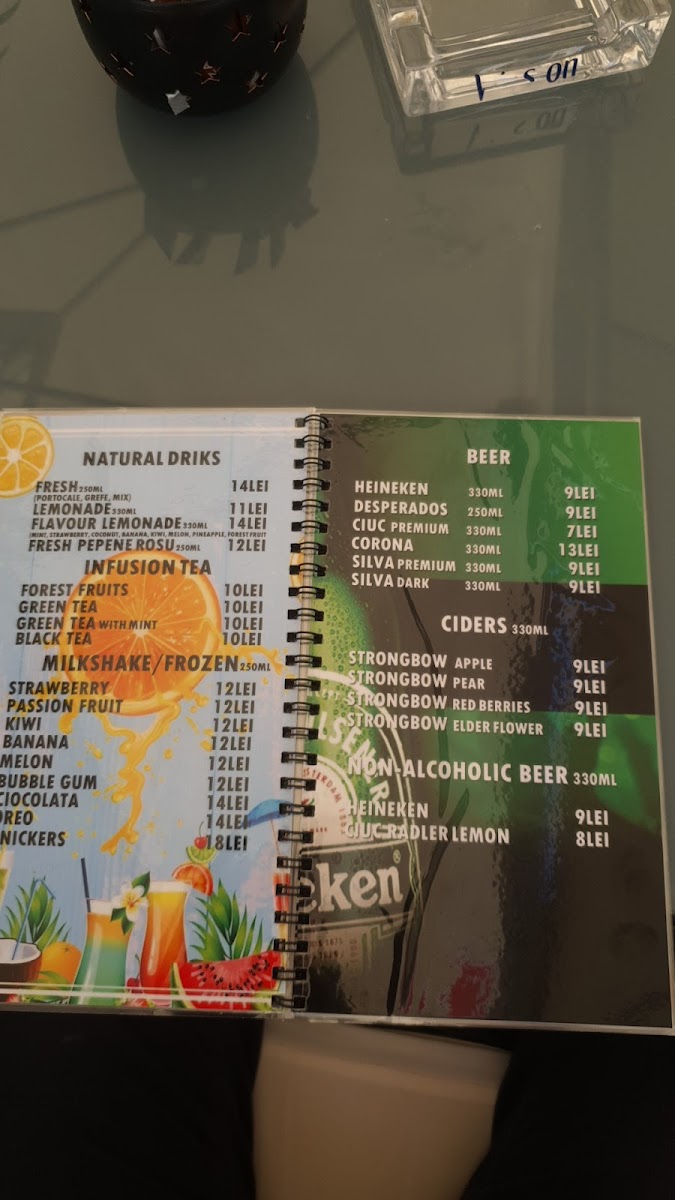 NATURAL DRIKS
FRESH 250ML 14LEI
(PORTOCALE, GREFE, MIX)
LEMONADE 330ML 11LEI
FLAVOUR LEMONADE 330ML 14LEI
(MINT, STRAWBERRY, COCONUT, BANANA, KIWI, MELON, PINEAPPLE, FOREST FRUIT
FRESH PEPENE ROSU 250ML 12LEI
INFUSION TEA
FOREST FRUITS 10LEI
GREEN TEA 10LEI
GREEN TEA WITH MINT 10LEI
BLACK TEA 10LEI
MILKSHAKE/FROZEN 250ML
STRAWBERRY 12LEI
PASSION FRUIT 12LEI
KIWI 12LEI
BANANA 12LEI
MELON 12LEI
BUBBLE GUM 12LEI
CIOCOLATA 14LEI
OREO 14LEI
NICKERS 18LEI
BEER
HEINEKEN 330ML 9LEI
DESPERADOS 250ML 9LEI
CIUC PREMIUM 330ML 7LEI
CORONA 330ML 13LEI
SILVA PREMIUM 330ML 9LEI
SILVA DARK 330ML 9LEI
CIDERS 330ML
STRONGBOW APPLE 9LEI
STRONGBOW PEAR 9LEI
STRONGBOW RED BERRIES 9LEI
STRONGBOW ELDER FLOWER 9LEI
NON-ALCOHOLIC BEER 330ML
HEINEKEN 9LEI
CIUC RADLER LEMON 8LEI
eken®